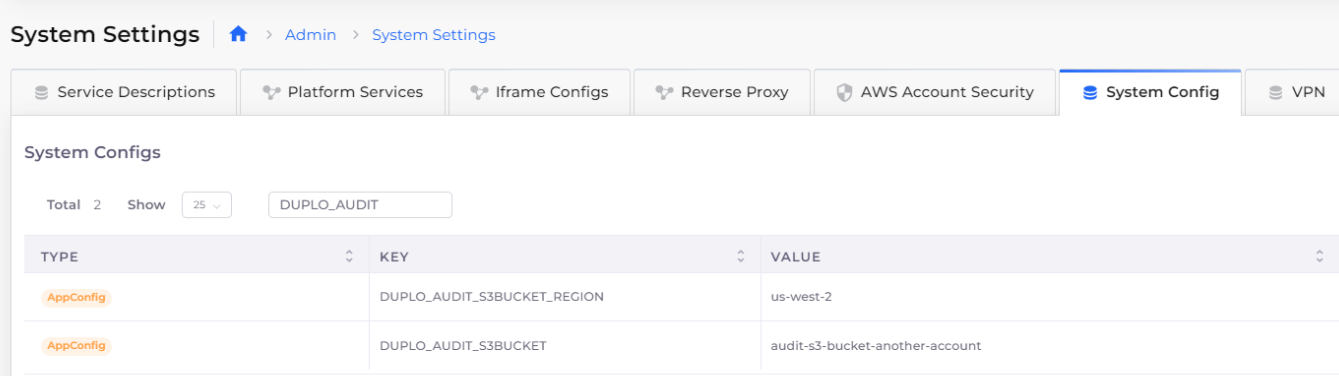 System Settings > Admin > System Settings
Service Descriptions Platform Services Iframe Configs Reverse Proxy AWS Account Security System Config VPN
System Configs
Total 2 Show 25 DUPLO_AUDIT
TYPE KEY VALUE
AppConfig DUPLO_AUDIT_S3BUCKET_REGION us-west-2
AppConfig DUPLO_AUDIT_S3BUCKET audit-s3-bucket-another-account